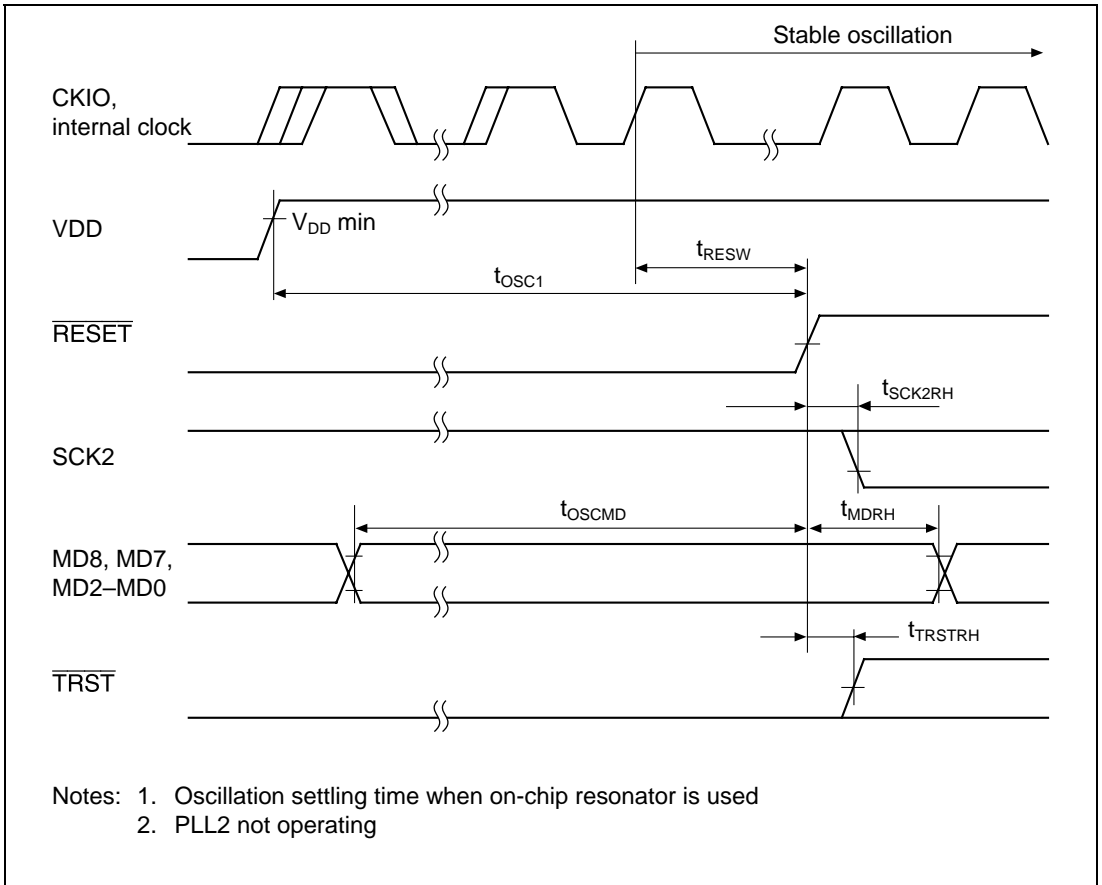 Stable oscillation
CKIO,
internal clock
VDD
VDD min
tRESW
tOSC1
RESET
tSCK2RH
SCK2
tOSCMD
tMDRH
MD8, MD7,
MD2–MD0
tTRSTRH
TRST
Notes: 1. Oscillation settling time when on-chip resonator is used
2. PLL2 not operating